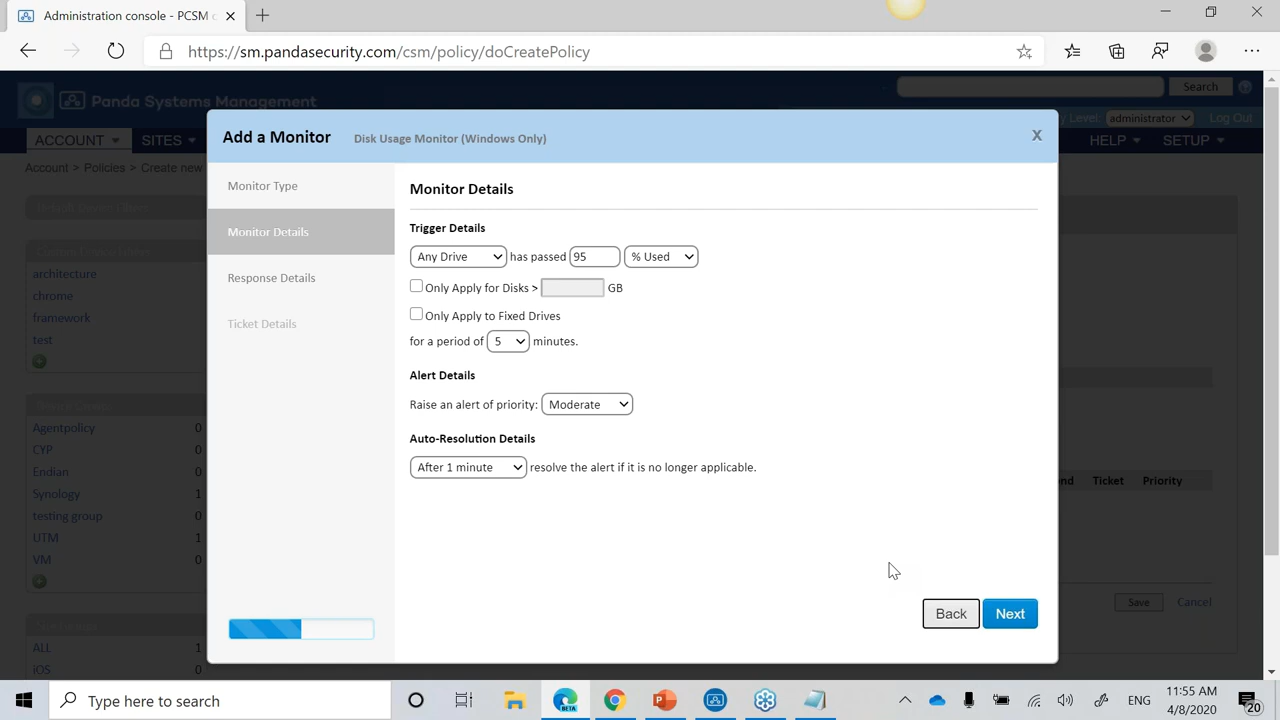 Administration console - PCSM c
https://sm.pandasecurity.com/csm/policy/doCreatePolicy
Panda Systems Management
Search
Level: administrator Log Out
ACCOUNT SITES HELP SETUP
Account > Policies > Create new
Add a Monitor Disk Usage Monitor (Windows Only) X
Monitor Type
Monitor Details
Response Details
Ticket Details
Monitor Details
Trigger Details
Any Drive has passed 95 % Used
Only Apply for Disks > GB
Only Apply to Fixed Drives
for a period of 5 minutes.
Alert Details
Raise an alert of priority: Moderate
Auto-Resolution Details
After 1 minute resolve the alert if it is no longer applicable.
Back Next
architecture
chrome
framework
test
Agentpolicy 0
CYP 0
Endian 0
Synology 1
testing group 0
UTM 1
VM 0
ALL 1
iOS 0
Ticket Priority
Save Cancel
Type here to search
BETA
ENG
11:55 AM
4/8/2020
20